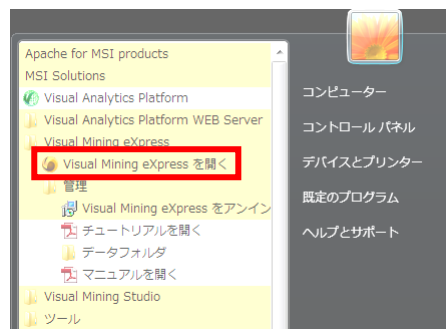 Apache for MSI products
MSI Solutions
Visual Analytics Platform
Visual Analytics Platform WEB Server
Visual Mining eXpress
Visual Mining eXpress を開く
管理
Visual Mining eXpress をアンイン
チュートリアルを開く
データフォルダ
マニュアルを開く
Visual Mining Studio
ツール
コンピューター
コントロール パネル
デバイスとプリンター
既定のプログラム
ヘルプとサポート